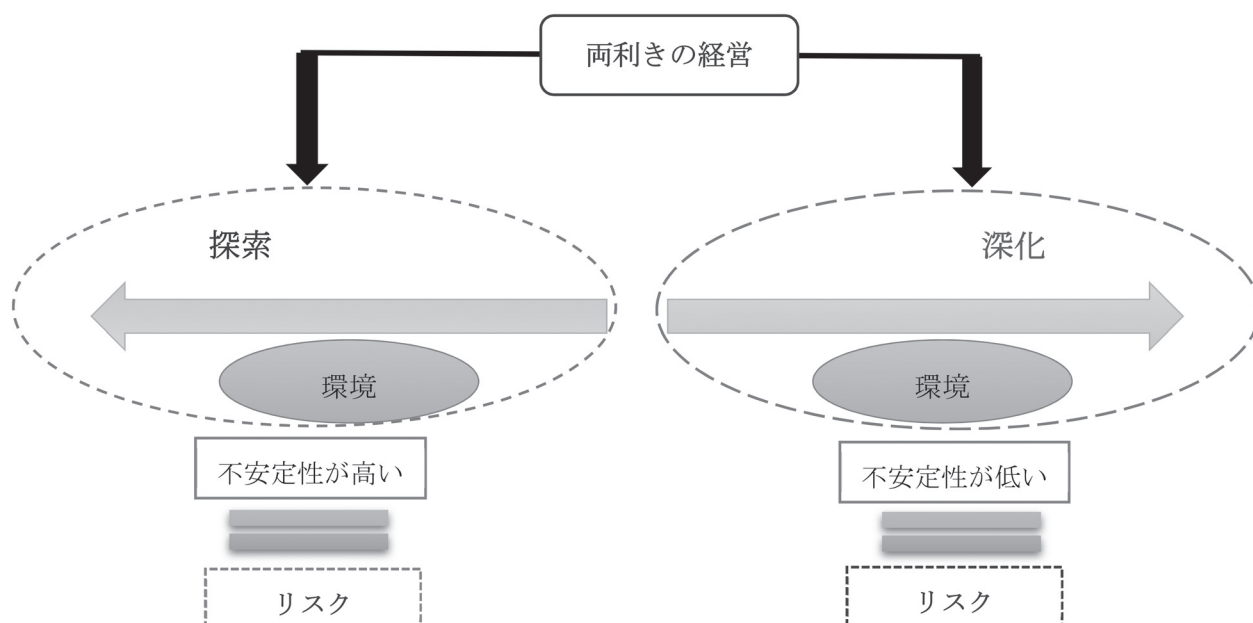 両利きの経営
探索
深化
環境
環境
不安定性が高い
不安定性が低い
リスク
リスク